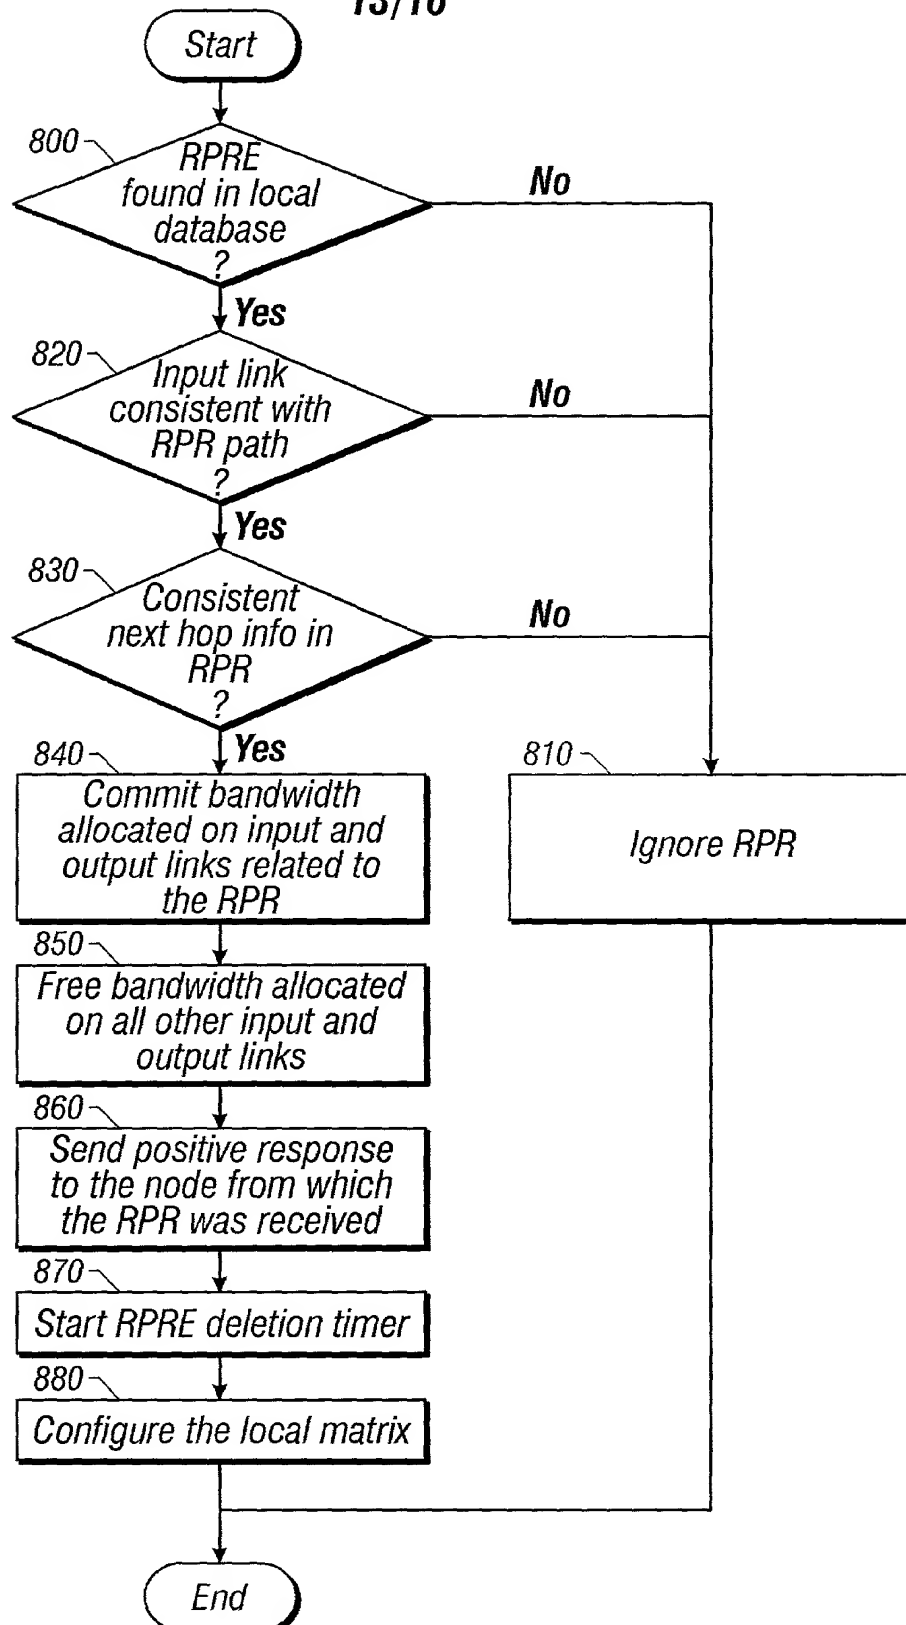 13/16
Start
800
RPRE
found in local
database
?
No
Yes
820
Input link
consistent with
RPR path
?
No
Yes
830
Consistent
next hop info in
RPR
?
No
Yes
840
Commit bandwidth
allocated on input and
output links related to
the RPR
810
Ignore RPR
850
Free bandwidth allocated
on all other input and
output links
860
Send positive response
to the node from which
the RPR was received
870
Start RPRE deletion timer
880
Configure the local matrix
End